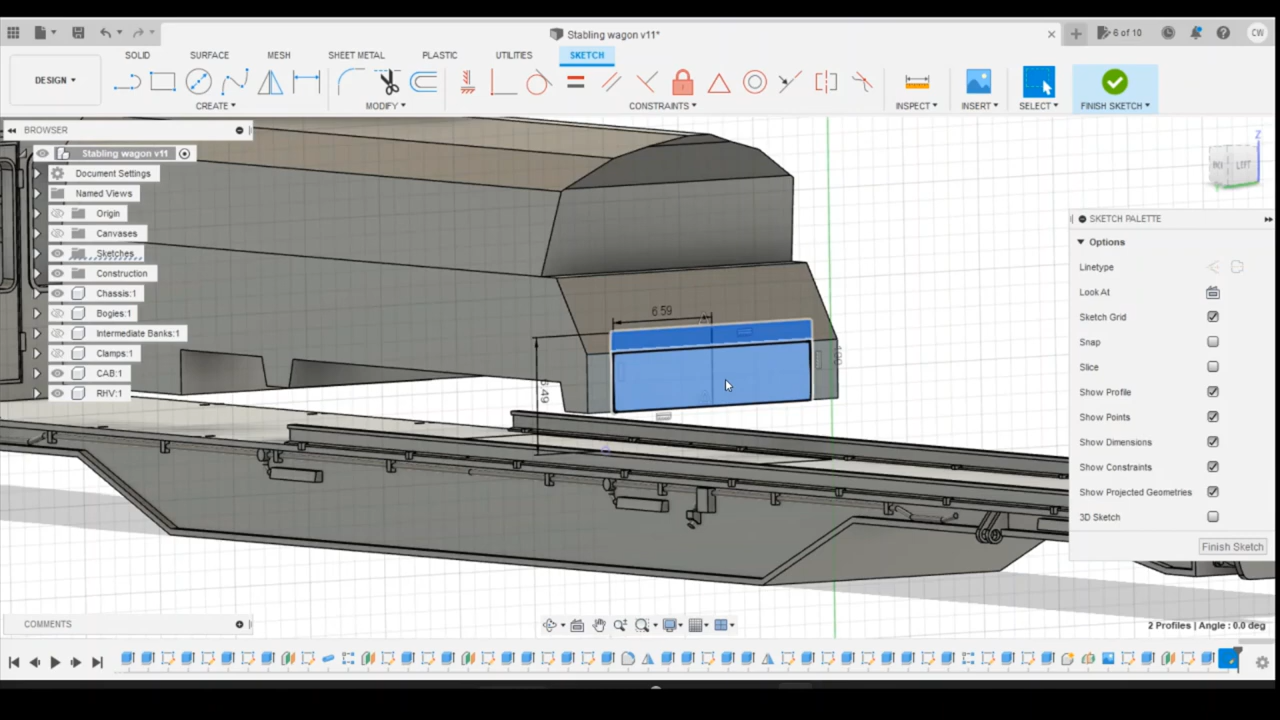 Stabling wagon v11*
6 of 10
CW
DESIGN
SOLID
SURFACE
MESH
SHEET METAL
PLASTIC
UTILITIES
SKETCH
CREATE
MODIFY
CONSTRAINTS
INSPECT
INSERT
SELECT
FINISH SKETCH
BROWSER
Stabling wagon v11
Document Settings
Named Views
Origin
Canvases
Sketches
Construction
Chassis:1
Bogies:1
Intermediate Banks:1
Clamps:1
CAB:1
RHV:1
6.59
Z
LEFT
SKETCH PALETTE
Options
Linetype
Look At
Sketch Grid
Snap
Slice
Show Profile
Show Points
Show Dimensions
Show Constraints
Show Projected Geometries
3D Sketch
Finish Sketch
COMMENTS
2 Profiles | Angle : 0.0 deg